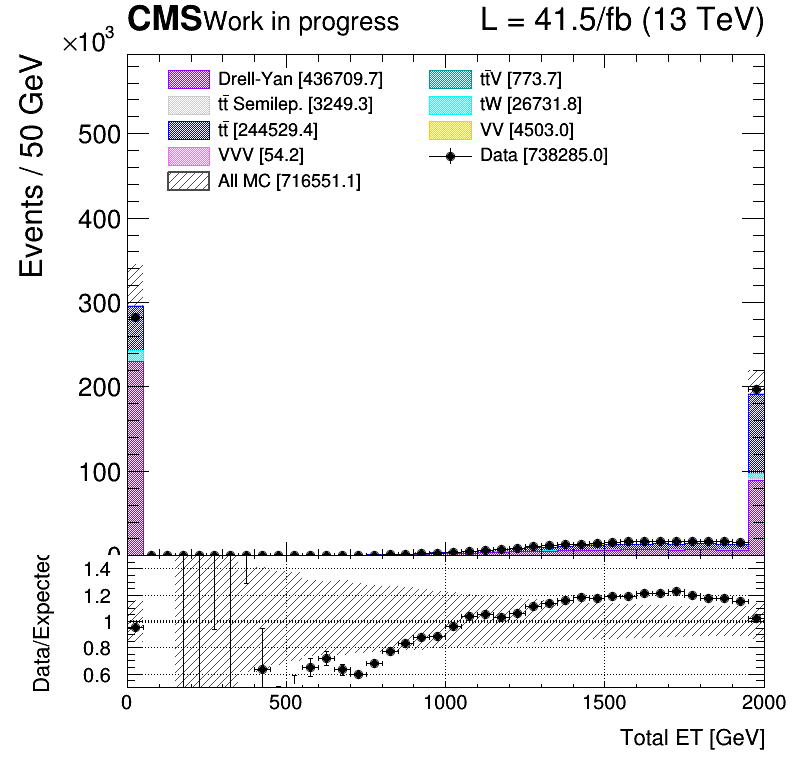 CMS Work in progress L = 41.5/fb (13 TeV)
×10³
Events / 50 GeV
Drell-Yan [436709.7]
tt̄ Semilep. [3249.3]
tt̄ [244529.4]
VVV [54.2]
All MC [716551.1]
tt̄V [773.7]
tW [26731.8]
VV [4503.0]
Data [738285.0]
500
400
300
200
100
0
Data/Expected
1.4
1.2
1
0.8
0.6
0 500 1000 1500 2000
Total ET [GeV]